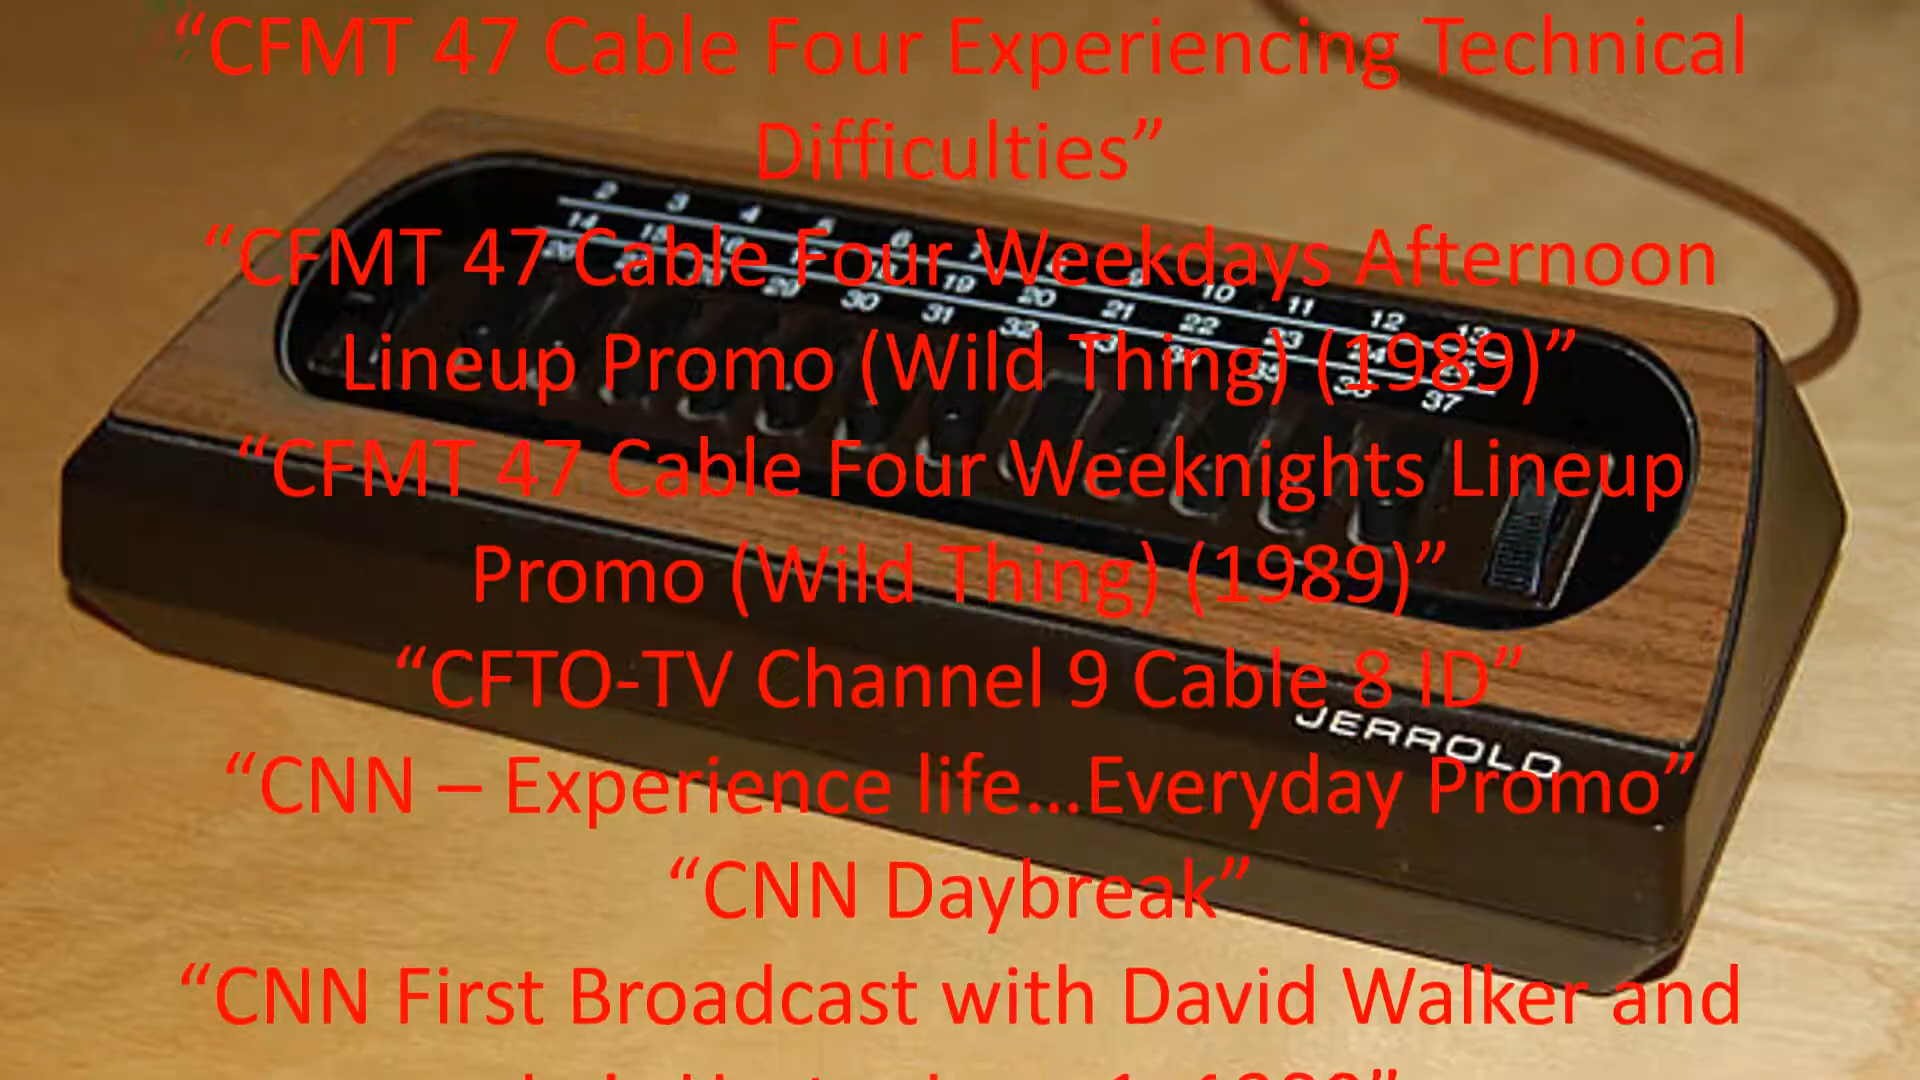 “CFMT 47 Cable Four Experiencing Technical
Difficulties”
“CFMT 47 Cable Four Weekdays Afternoon
Lineup Promo (Wild Thing) (1989)”
“CFMT 47 Cable Four Weeknights Lineup
Promo (Wild Thing) (1989)”
“CFTO-TV Channel 9 Cable 8 ID”
“CNN – Experience life...Everyday Promo”
“CNN Daybreak”
“CNN First Broadcast with David Walker and
2 3 4 5 6 7 9 10 11 12 13
14 15 16 19 20 21 22 23 24 25
26 29 30 31 32 33 35 36 37
JERROLD